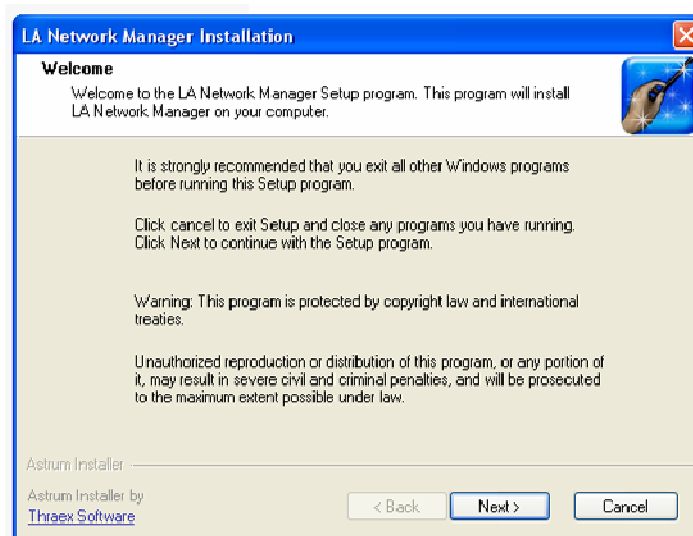 LA Network Manager Installation
Welcome
Welcome to the LA Network Manager Setup program. This program will install
LA Network Manager on your computer.
It is strongly recommended that you exit all other Windows programs
before running this Setup program.
Click cancel to exit Setup and close any programs you have running.
Click Next to continue with the Setup program.
Warning: This program is protected by copyright law and international
treaties.
Unauthorized reproduction or distribution of this program, or any portion of
it, may result in severe civil and criminal penalties, and will be prosecuted
to the maximum extent possible under law.
Astrum Installer
Astrum Installer by
Thraex Software
< Back
Next >
Cancel